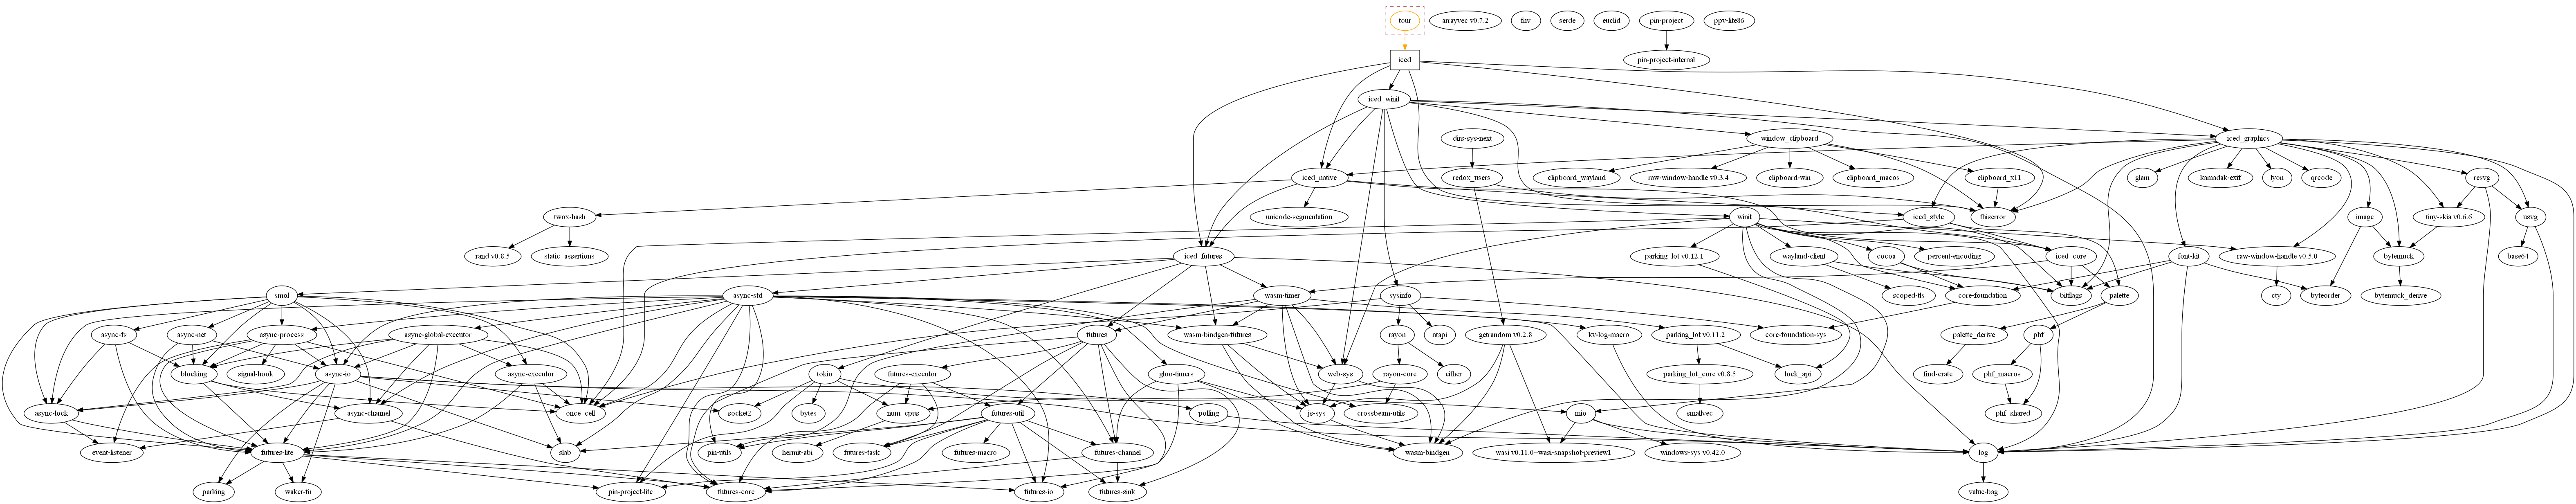 tour
arrayvec v0.7.2
fnv
serde
euclid
pin-project
ppv-lite86
iced
pin-project-internal
iced_winit
dirs-sys-next
window_clipboard
iced_graphics
iced_native
redox_users
clipboard_wayland
raw-window-handle v0.3.4
clipboard-win
clipboard_macos
clipboard_x11
glam
kamadak-exif
lyon
qrcode
resvg
twox-hash
unicode-segmentation
winit
iced_style
thiserror
image
tiny-skia v0.6.6
usvg
rand v0.8.5
static_assertions
iced_futures
parking_lot v0.12.1
wayland-client
cocoa
percent-encoding
iced_core
font-kit
raw-window-handle v0.5.0
bytemuck
base64
smol
async-std
wasm-timer
sysinfo
scoped-tls
core-foundation
bitflags
palette
cty
byteorder
bytemuck_derive
async-fs
async-net
async-process
async-global-executor
futures
wasm-bindgen-futures
rayon
ntapi
getrandom v0.2.8
kv-log-macro
parking_lot v0.11.2
core-foundation-sys
palette_derive
phf
blocking
signal-hook
async-io
async-executor
tokio
futures-executor
gloo-timers
web-sys
rayon-core
either
parking_lot_core v0.8.5
lock_api
find-crate
phf_macros
async-lock
async-channel
once_cell
socket2
bytes
num_cpus
futures-util
polling
js-sys
crossbeam-utils
mio
smallvec
phf_shared
event-listener
futures-lite
slab
pin-utils
hermit-abi
futures-task
futures-macro
futures-channel
wasm-bindgen
wasi v0.11.0+wasi-snapshot-preview1
windows-sys v0.42.0
log
parking
waker-fn
pin-project-lite
futures-core
futures-io
futures-sink
value-bag